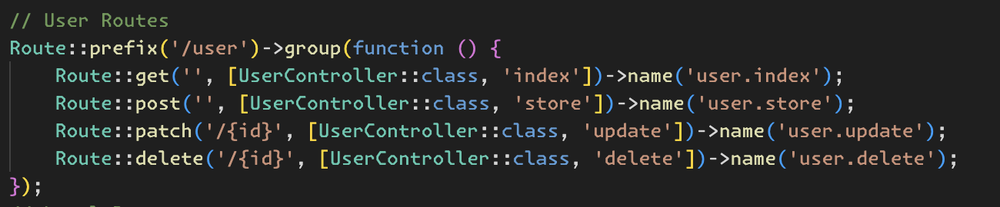 // User Routes
Route::prefix('/user')->group(function () {
    Route::get('', [UserController::class, 'index'])->name('user.index');
    Route::post('', [UserController::class, 'store'])->name('user.store');
    Route::patch('/{id}', [UserController::class, 'update'])->name('user.update');
    Route::delete('/{id}', [UserController::class, 'delete'])->name('user.delete');
});